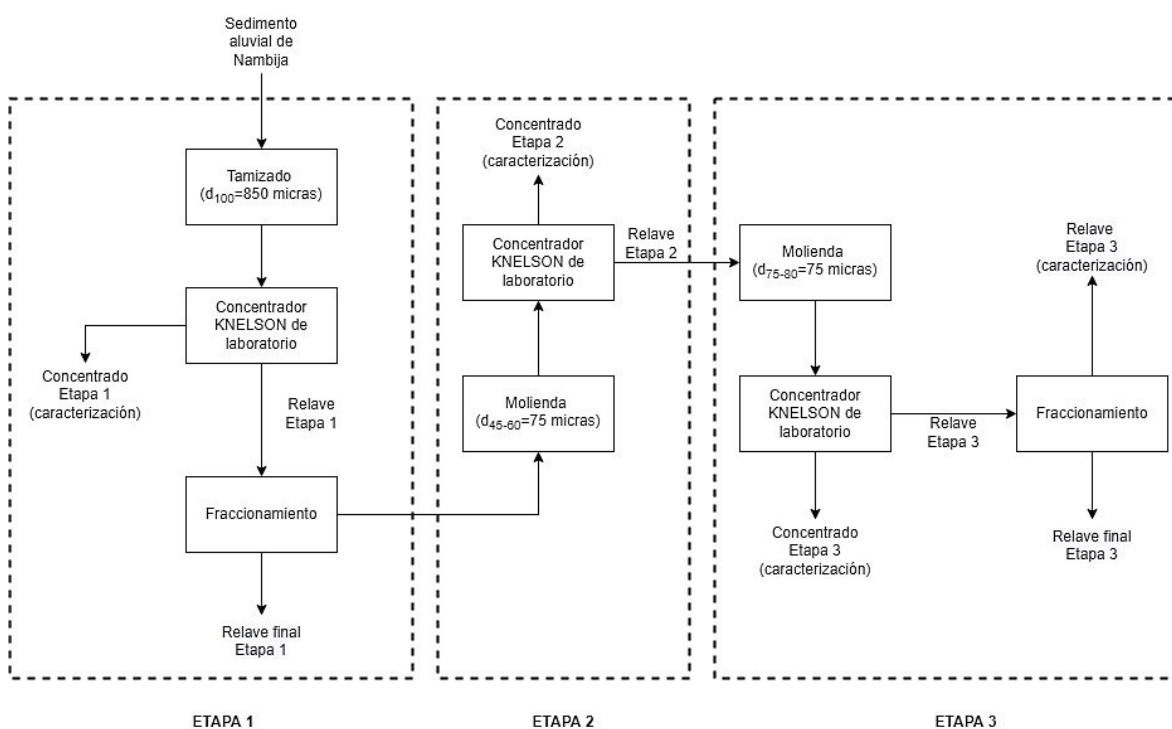 Sedimento
aluvial de
Nambija
Tamizado
(d100=850 micras)
Concentrador
KNELSON de
laboratorio
Concentrado
Etapa 1
(caracterización)
Relave
Etapa 1
Fraccionamiento
Relave final
Etapa 1
ETAPA 1
Concentrado
Etapa 2
(caracterización)
Concentrador
KNELSON de
laboratorio
Relave
Etapa 2
Molienda
(d45-60=75 micras)
ETAPA 2
Molienda
(d75-80=75 micras)
Concentrador
KNELSON de
laboratorio
Relave
Etapa 3
Concentrado
Etapa 3
(caracterización)
Relave
Etapa 3
(caracterización)
Fraccionamiento
Relave final
Etapa 3
ETAPA 3